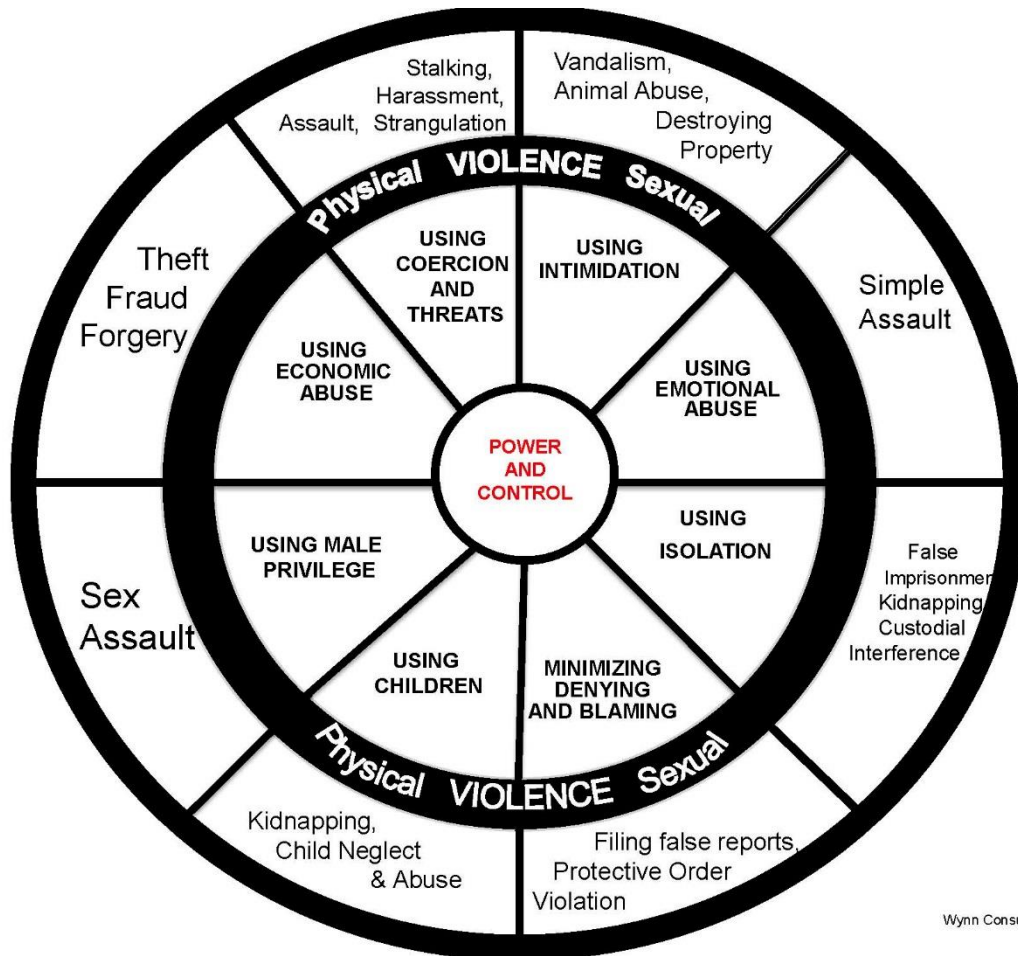 Stalking,
Harassment,
Assault, Strangulation
Vandalism,
Animal Abuse,
Destroying
Property
Physical VIOLENCE Sexual
Theft
Fraud
Forgery
USING
COERCION
AND
THREATS
USING
INTIMIDATION
Simple
Assault
USING
ECONOMIC
ABUSE
USING
EMOTIONAL
ABUSE
POWER
AND
CONTROL
USING MALE
PRIVILEGE
USING
ISOLATION
Sex
Assault
False
Imprisonmen
Kidnapping
Custodial
Interference
USING
CHILDREN
MINIMIZING
DENYING
AND BLAMING
Physical VIOLENCE Sexual
Kidnapping,
Child Neglect
& Abuse
Filing false reports,
Protective Order
Violation
Wynn Consu